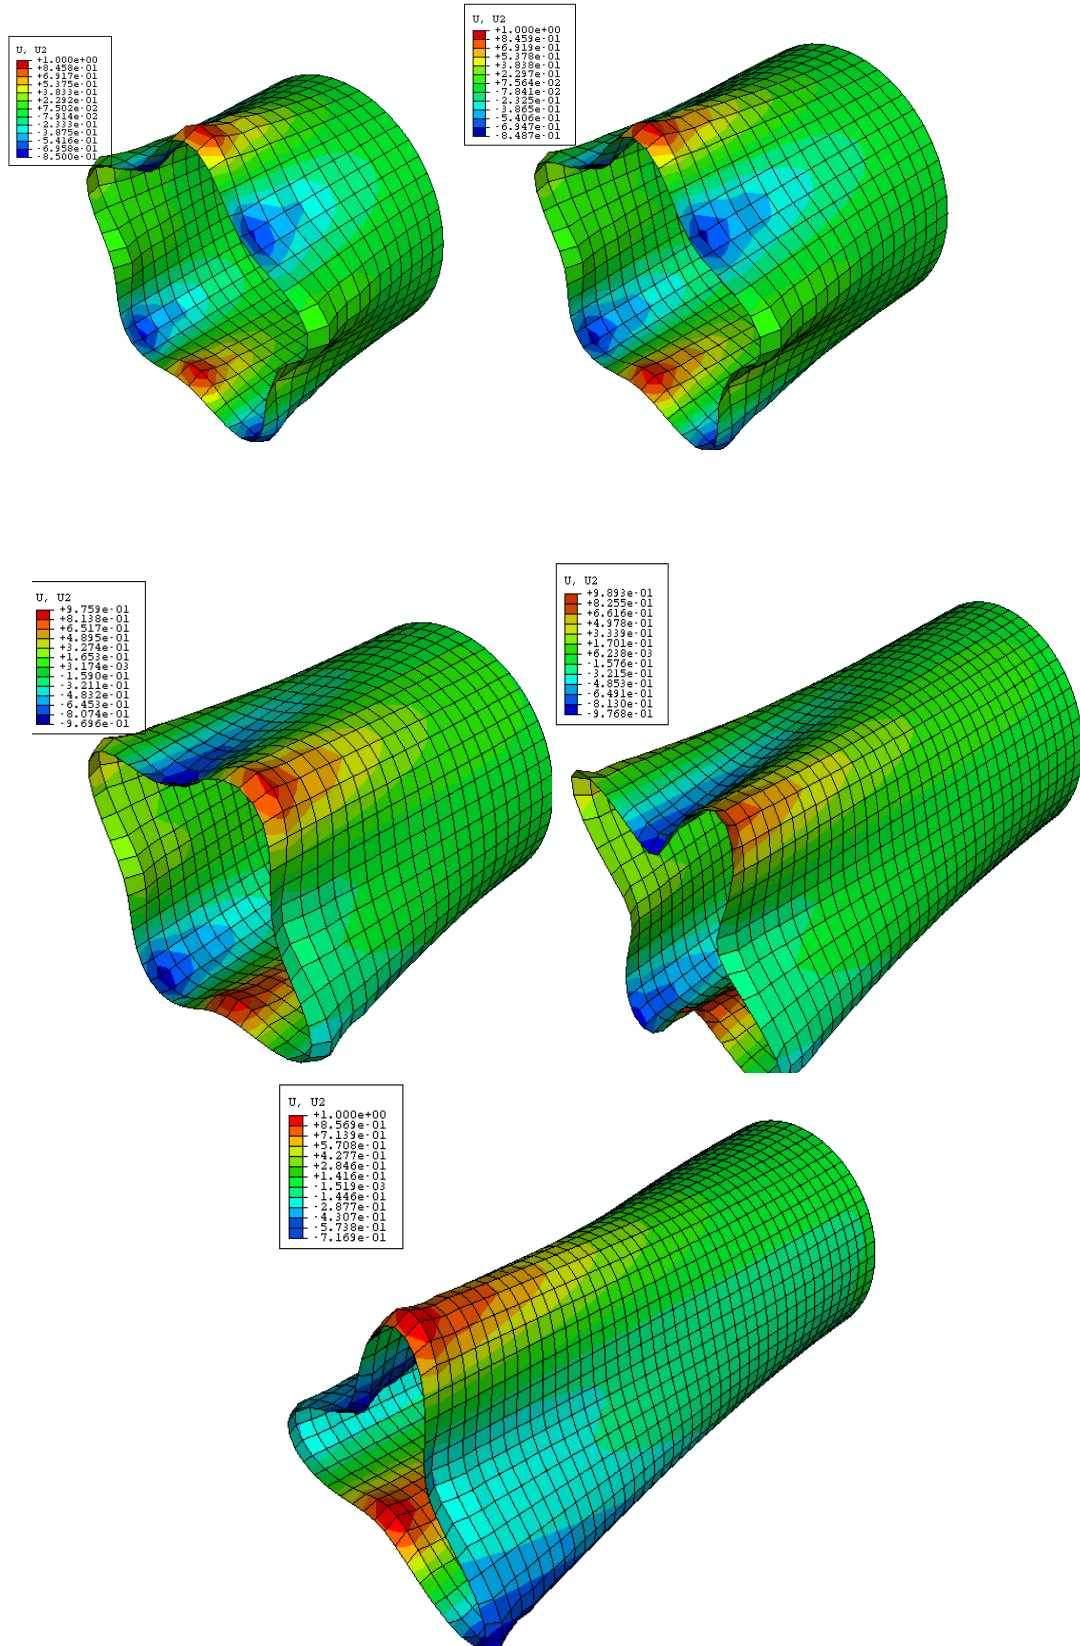 U, U2
+1.000e+00
+8.458e-01
+6.917e-01
+5.375e-01
+3.833e-01
+2.292e-01
+7.502e-02
-7.914e-02
-2.333e-01
-3.875e-01
-5.416e-01
-6.958e-01
-8.500e-01
U, U2
+1.000e+00
+8.459e-01
+6.919e-01
+5.378e-01
+3.838e-01
+2.297e-01
+7.564e-02
-7.841e-02
-2.325e-01
-3.865e-01
-5.406e-01
-6.947e-01
-8.487e-01
U, U2
+9.759e-01
+8.138e-01
+6.517e-01
+4.895e-01
+3.274e-01
+1.653e-01
+3.174e-03
-1.590e-01
-3.211e-01
-4.832e-01
-6.453e-01
-8.074e-01
-9.696e-01
U, U2
+9.893e-01
+8.255e-01
+6.616e-01
+4.978e-01
+3.339e-01
+1.701e-01
+6.238e-03
-1.576e-01
-3.215e-01
-4.853e-01
-6.491e-01
-8.130e-01
-9.768e-01
U, U2
+1.000e+00
+8.569e-01
+7.139e-01
+5.708e-01
+4.277e-01
+2.846e-01
+1.416e-01
-1.519e-03
-1.446e-01
-2.877e-01
-4.307e-01
-5.738e-01
-7.169e-01